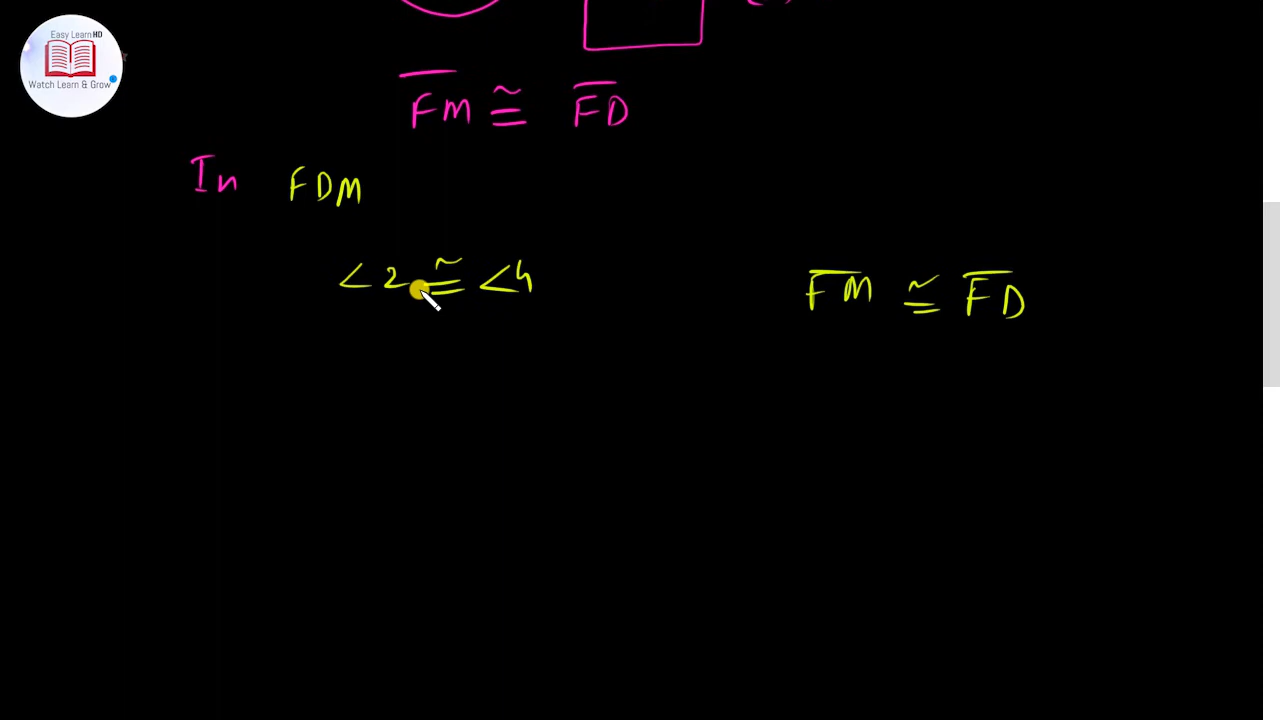 Easy Learn HD
Watch Learn & Grow
FM ≅ FD
In FDM
<2 ≅ <4 FM ≅ FD